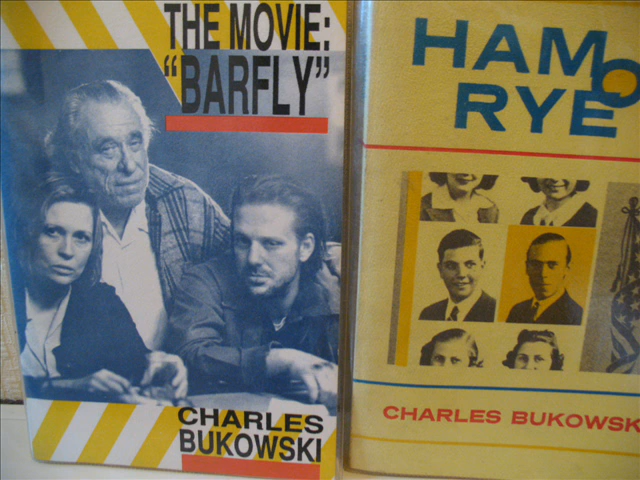 THE MOVIE:
"BARFLY"
CHARLES
BUKOWSKI
HAM O
RYE
CHARLES BUKOWSK